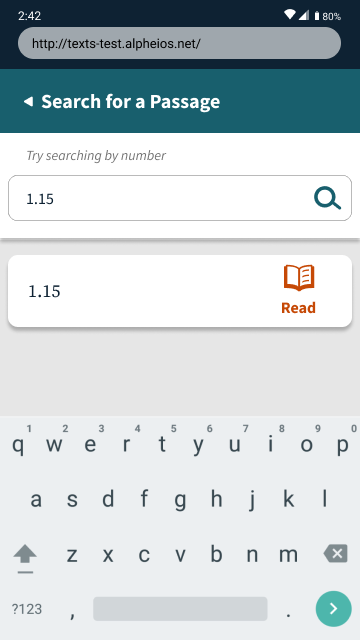 2:42
80%
http://texts-test.alpheios.net/
Search for a Passage
Try searching by number
1.15
1.15
Read
1 2 3 4 5 6 7 8 9 0
q w e r t y u i o p
a s d f g h j k l
z x c v b n m
?123 , .